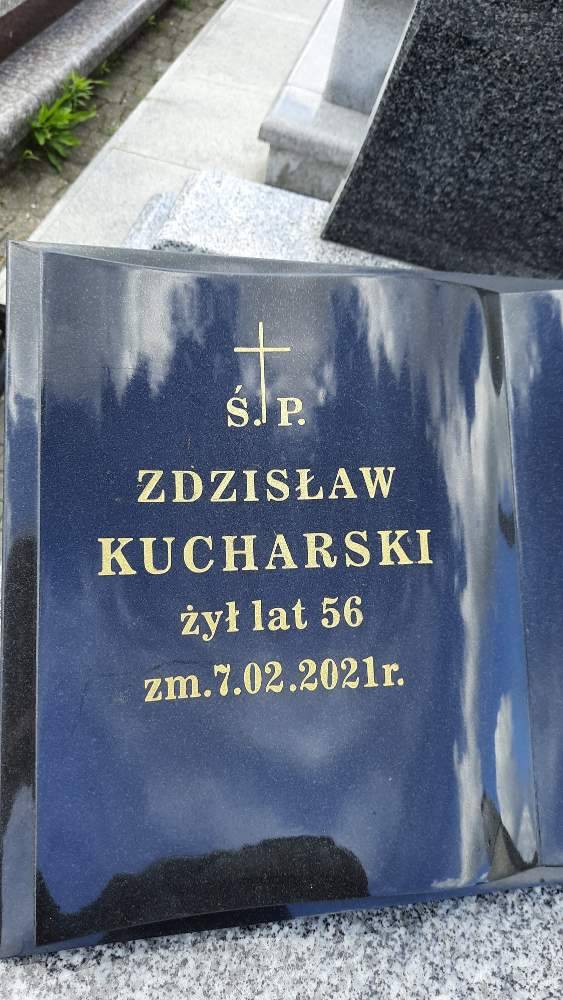 Ś. P.
ZDZISŁAW
KUCHARSKI
żył lat 56
zm.7.02.2021r.